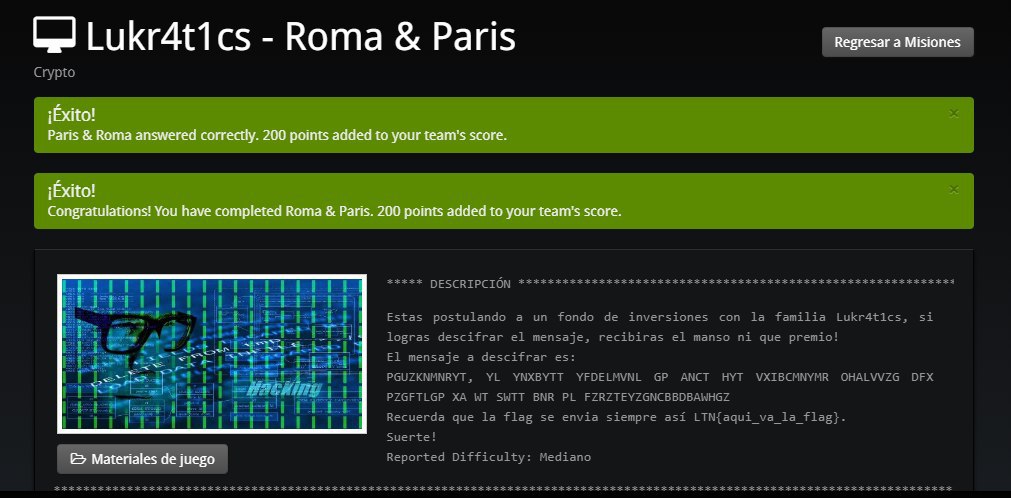 Lukr4t1cs - Roma & Paris
Regresar a Misiones
Crypto
¡Éxito!
×
Paris & Roma answered correctly. 200 points added to your team's score.
¡Éxito!
×
Congratulations! You have completed Roma & Paris. 200 points added to your team's score.
***** DESCRIPCIÓN ************************************************************
Estas postulando a un fondo de inversiones con la familia Lukr4t1cs, si
logras descifrar el mensaje, recibiras el manso ni que premio!
El mensaje a descifrar es:
PGUZKNMNRYT, YL YNXBYTT YFDELMVNL GP ANCT HYT VXIBCMNYMR OHALVVZG DFX
PZGFTLGP XA WT SWTT BNR PL FZRZTEYZGNCBBDBAWHGZ
Recuerda que la flag se envia siempre así LTN{aqui_va_la_flag}.
Suerte!
Reported Difficulty: Mediano
DELETE FROM
Hacking
Materiales de juego